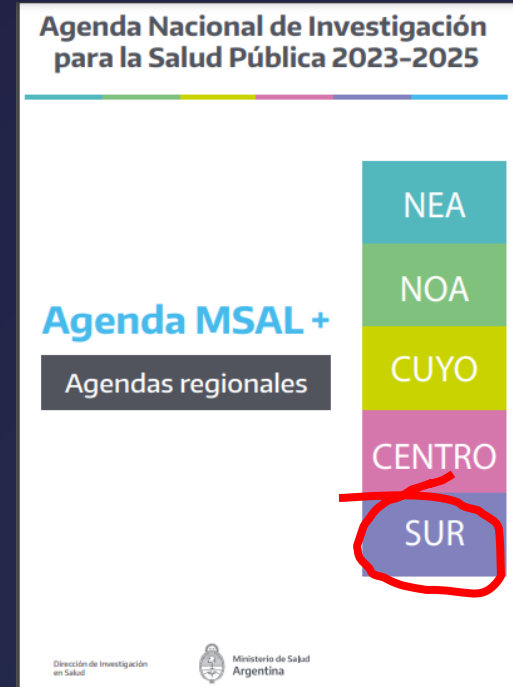 Agenda Nacional de Investigación
para la Salud Pública 2023-2025
NEA
NOA
Agenda MSAL +
CUYO
Agendas regionales
CENTRO
SUR
Dirección de Investigación
en Salud
Ministerio de Salud
Argentina